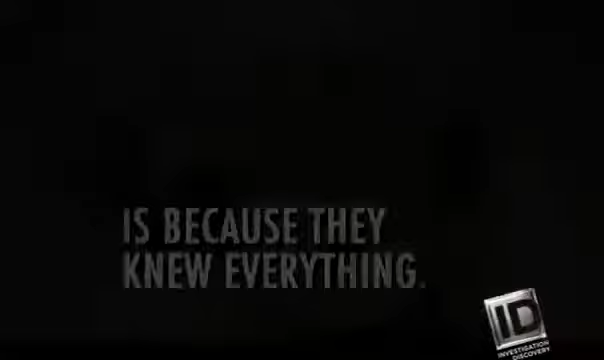 IS BECAUSE THEY
KNEW EVERYTHING.
ID
INVESTIGATION
DISCOVERY